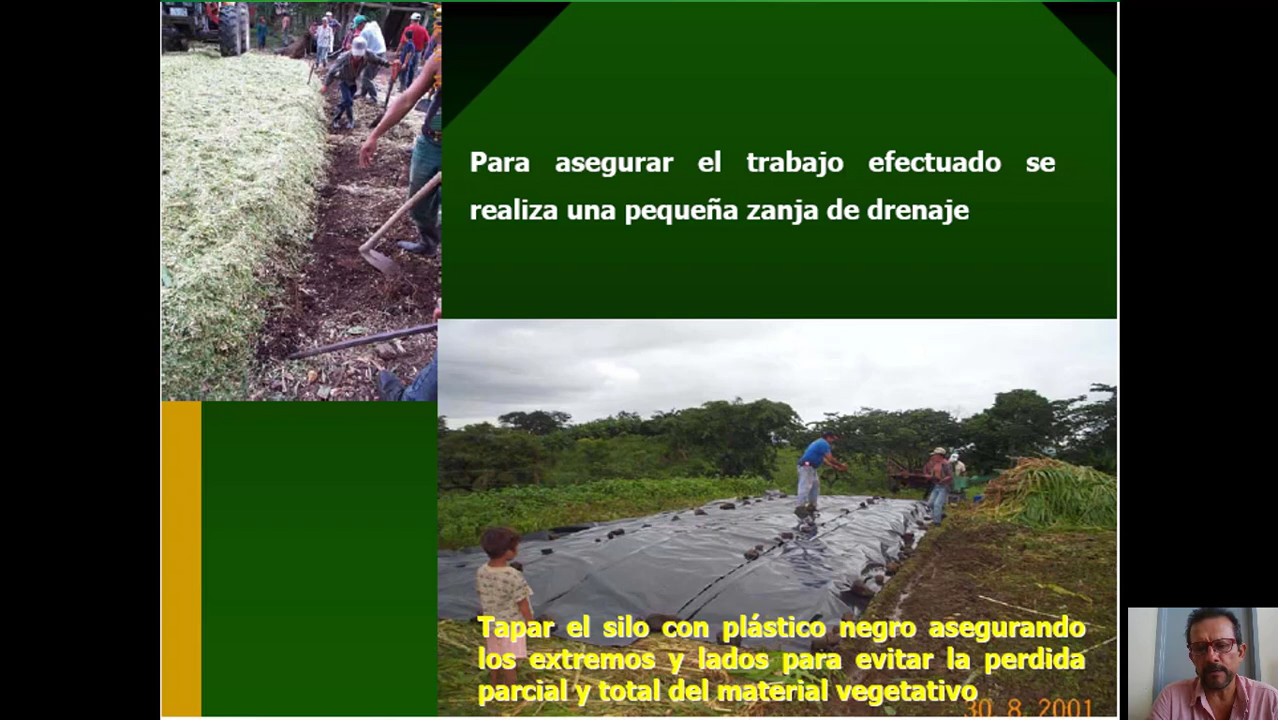 Para asegurar el trabajo efectuado se
realiza una pequeña zanja de drenaje
Tapar el silo con plástico negro asegurando
los extremos y lados para evitar la perdida
parcial y total del material vegetativo
30. 8. 2001